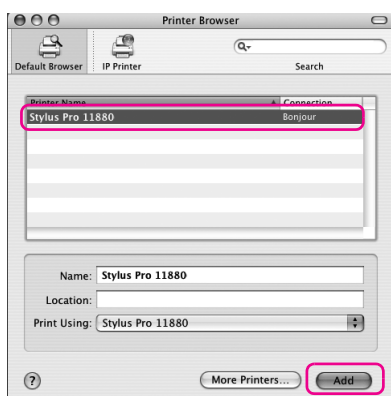 Printer Browser
Default Browser IP Printer Search
Printer Name Connection
Stylus Pro 11880 Bonjour
Name: Stylus Pro 11880
Location:
Print Using: Stylus Pro 11880
? More Printers... Add